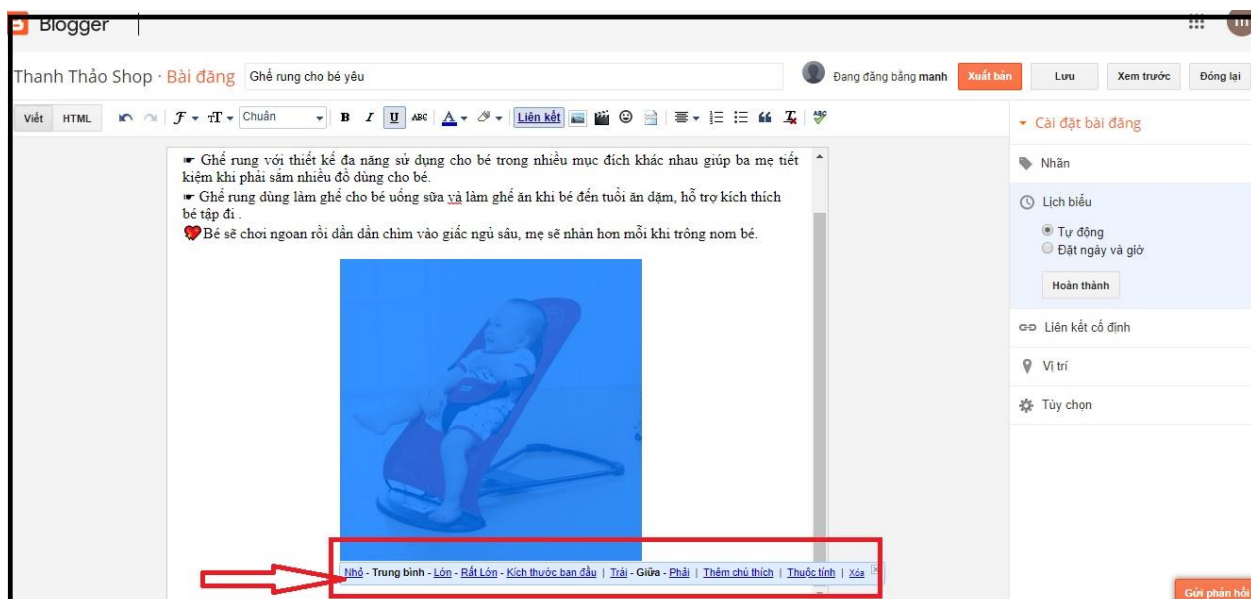 Blogger
Thanh Thảo Shop · Bài đăng Ghế rung cho bé yêu Đang đăng bằng manh Xuất bản Lưu Xem trước Đóng lại
Viết HTML Chuẩn B I U ABC A Liên kết
☛ Ghế rung với thiết kế đa năng sử dụng cho bé trong nhiều mục đích khác nhau giúp ba mẹ tiết
kiệm khi phải sắm nhiều đồ dùng cho bé.
☛ Ghế rung dùng làm ghế cho bé uống sữa và làm ghế ăn khi bé đến tuổi ăn dặm, hỗ trợ kích thích
bé tập đi .
Bé sẽ chơi ngoan rồi dần dần chìm vào giấc ngủ sâu, mẹ sẽ nhàn hơn mỗi khi trông nom bé.
Nhỏ - Trung bình - Lớn - Rất Lớn - Kích thước ban đầu | Trái - Giữa - Phải | Thêm chú thích | Thuộc tính | Xóa
Cài đặt bài đăng
Nhãn
Lịch biểu
Tự động
Đặt ngày và giờ
Hoàn thành
Liên kết cố định
Vị trí
Tùy chọn
Gửi phản hồi